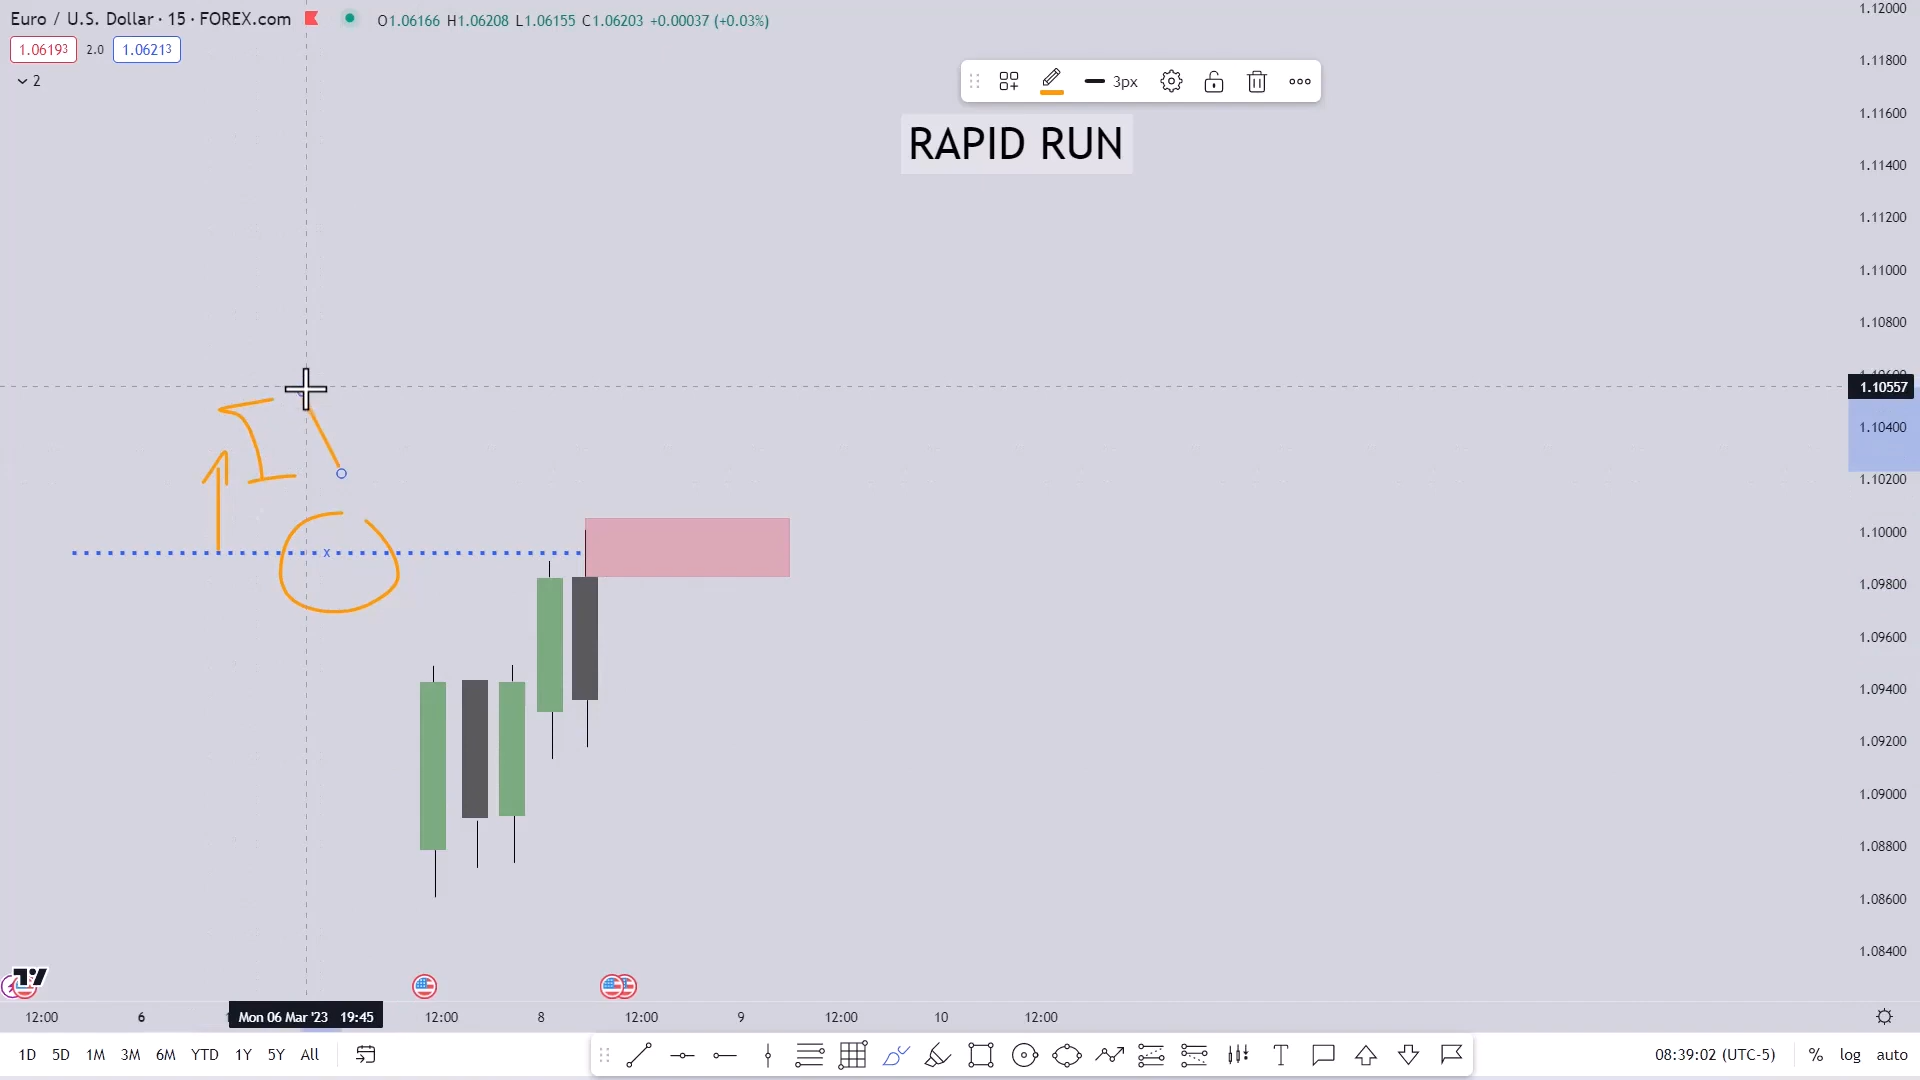 Euro / U.S. Dollar · 15 · FOREX.com O1.06166 H1.06208 L1.06155 C1.06203 +0.00037 (+0.03%)
1.06193 2.0 1.06213
2
3px
RAPID RUN
1.12000
1.11800
1.11600
1.11400
1.11200
1.11000
1.10800
1.10557
1.10400
1.10200
1.10000
x
1.09800
1.09600
1.09400
1.09200
1.09000
1.08800
1.08600
1.08400
12:00 6 Mon 06 Mar '23 19:45 12:00 8 12:00 9 12:00 10 12:00
1D 5D 1M 3M 6M YTD 1Y 5Y All 08:39:02 (UTC-5) % log auto